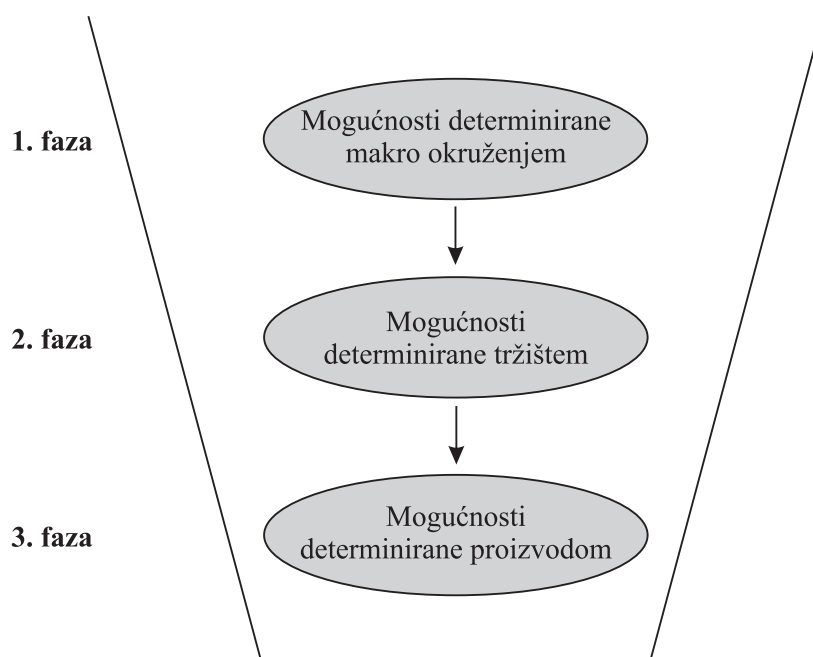 1. faza
Mogućnosti determinirane
makro okruženjem
2. faza
Mogućnosti
determinirane tržištem
3. faza
Mogućnosti
determinirane proizvodom